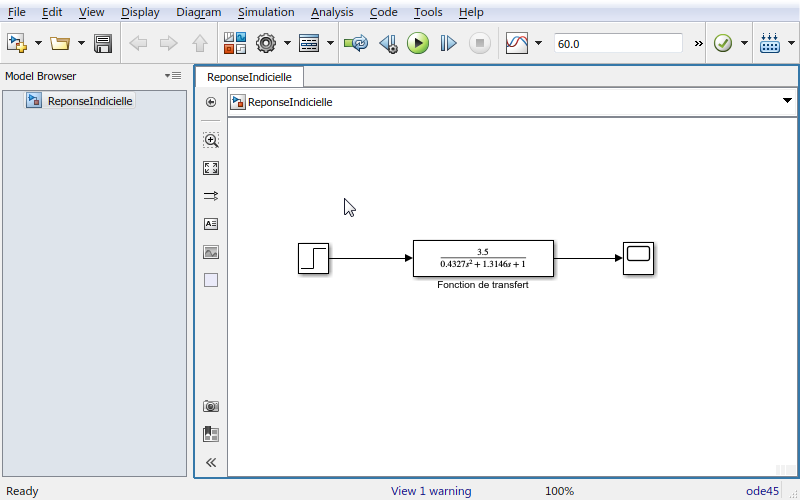 File Edit View Display Diagram Simulation Analysis Code Tools Help
60.0 »
Model Browser
ReponseIndicielle
ReponseIndicielle
ReponseIndicielle
A
3.5
0.4327s² + 1.3146s + 1
Fonction de transfert
Ready View 1 warning 100% ode45